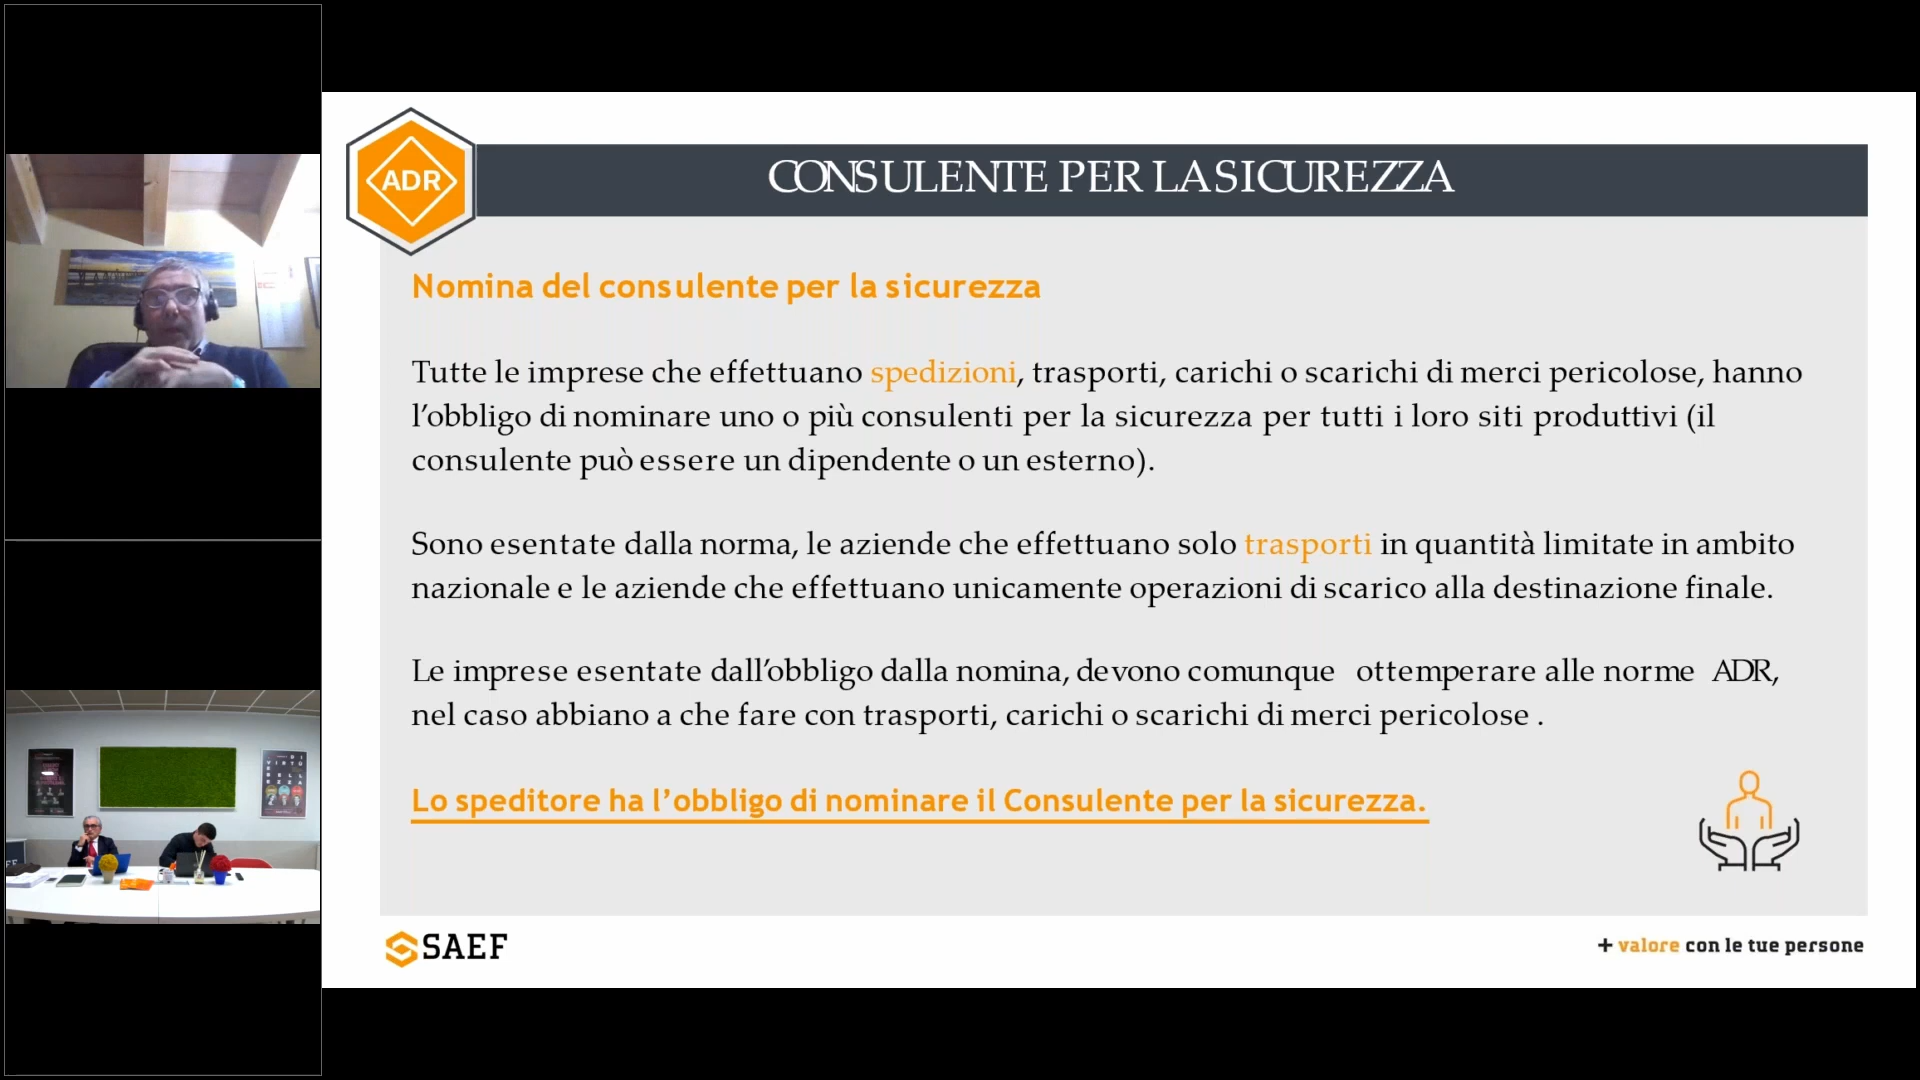 ADR
CONSULENTE PER LA SICUREZZA
Nomina del consulente per la sicurezza
Tutte le imprese che effettuano spedizioni, trasporti, carichi o scarichi di merci pericolose, hanno
l’obbligo di nominare uno o più consulenti per la sicurezza per tutti i loro siti produttivi (il
consulente può essere un dipendente o un esterno).
Sono esentate dalla norma, le aziende che effettuano solo trasporti in quantità limitate in ambito
nazionale e le aziende che effettuano unicamente operazioni di scarico alla destinazione finale.
Le imprese esentate dall’obbligo dalla nomina, devono comunque ottemperare alle norme ADR,
nel caso abbiano a che fare con trasporti, carichi o scarichi di merci pericolose .
Lo speditore ha l’obbligo di nominare il Consulente per la sicurezza.
SAEF
+ valore con le tue persone